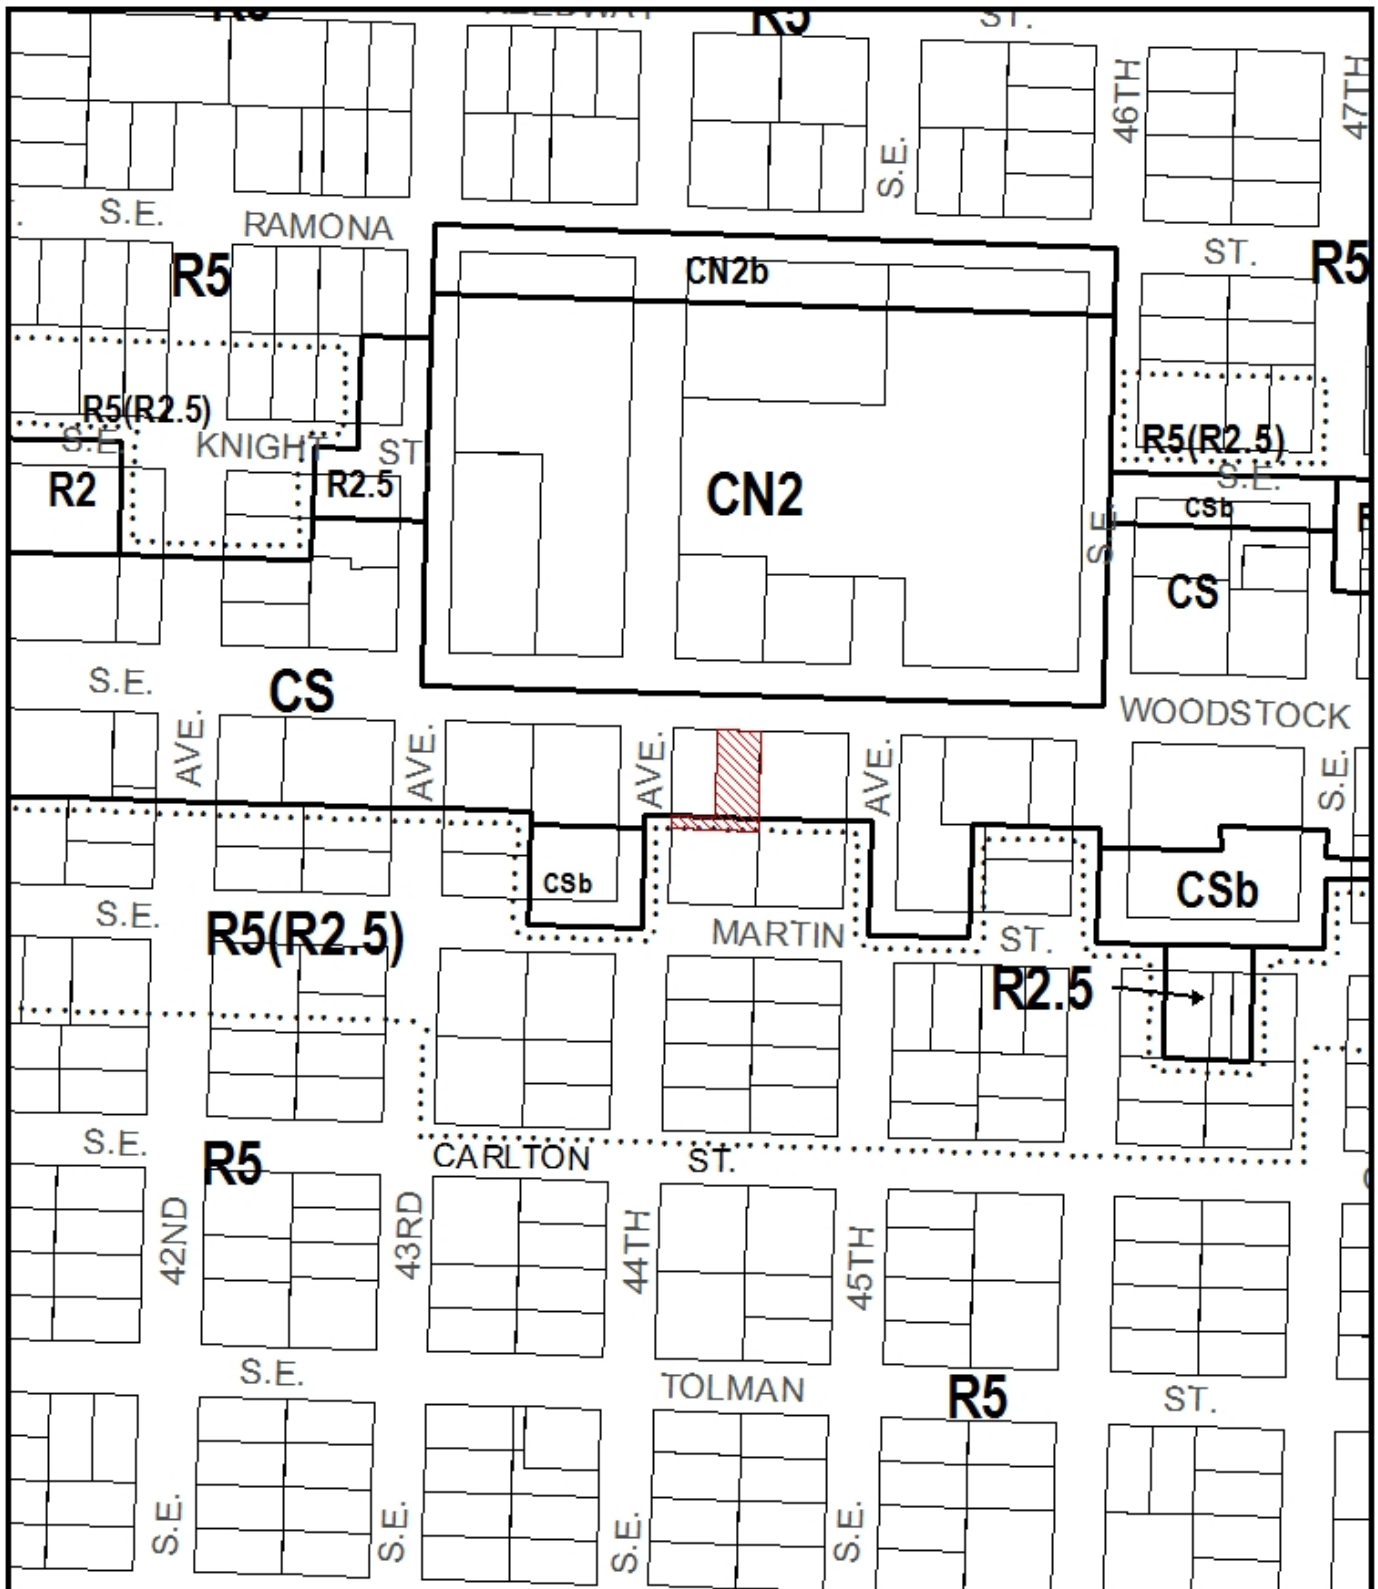 R5
ST.
46TH
47TH
S.E.
S.E.
RAMONA
ST.
R5
R5
CN2b
R5(R2.5)
S.E.
KNIGHT
ST.
R5(R2.5)
S.E.
R2
R2.5
CN2
CSb
S.E.
CS
S.E.
CS
WOODSTOCK
AVE.
AVE.
AVE.
AVE.
S.E.
CSb
CSb
S.E.
R5(R2.5)
MARTIN
ST.
R2.5
S.E.
R5
CARLTON
ST.
42ND
43RD
44TH
45TH
S.E.
TOLMAN
R5
ST.
S.E.
S.E.
S.E.
S.E.